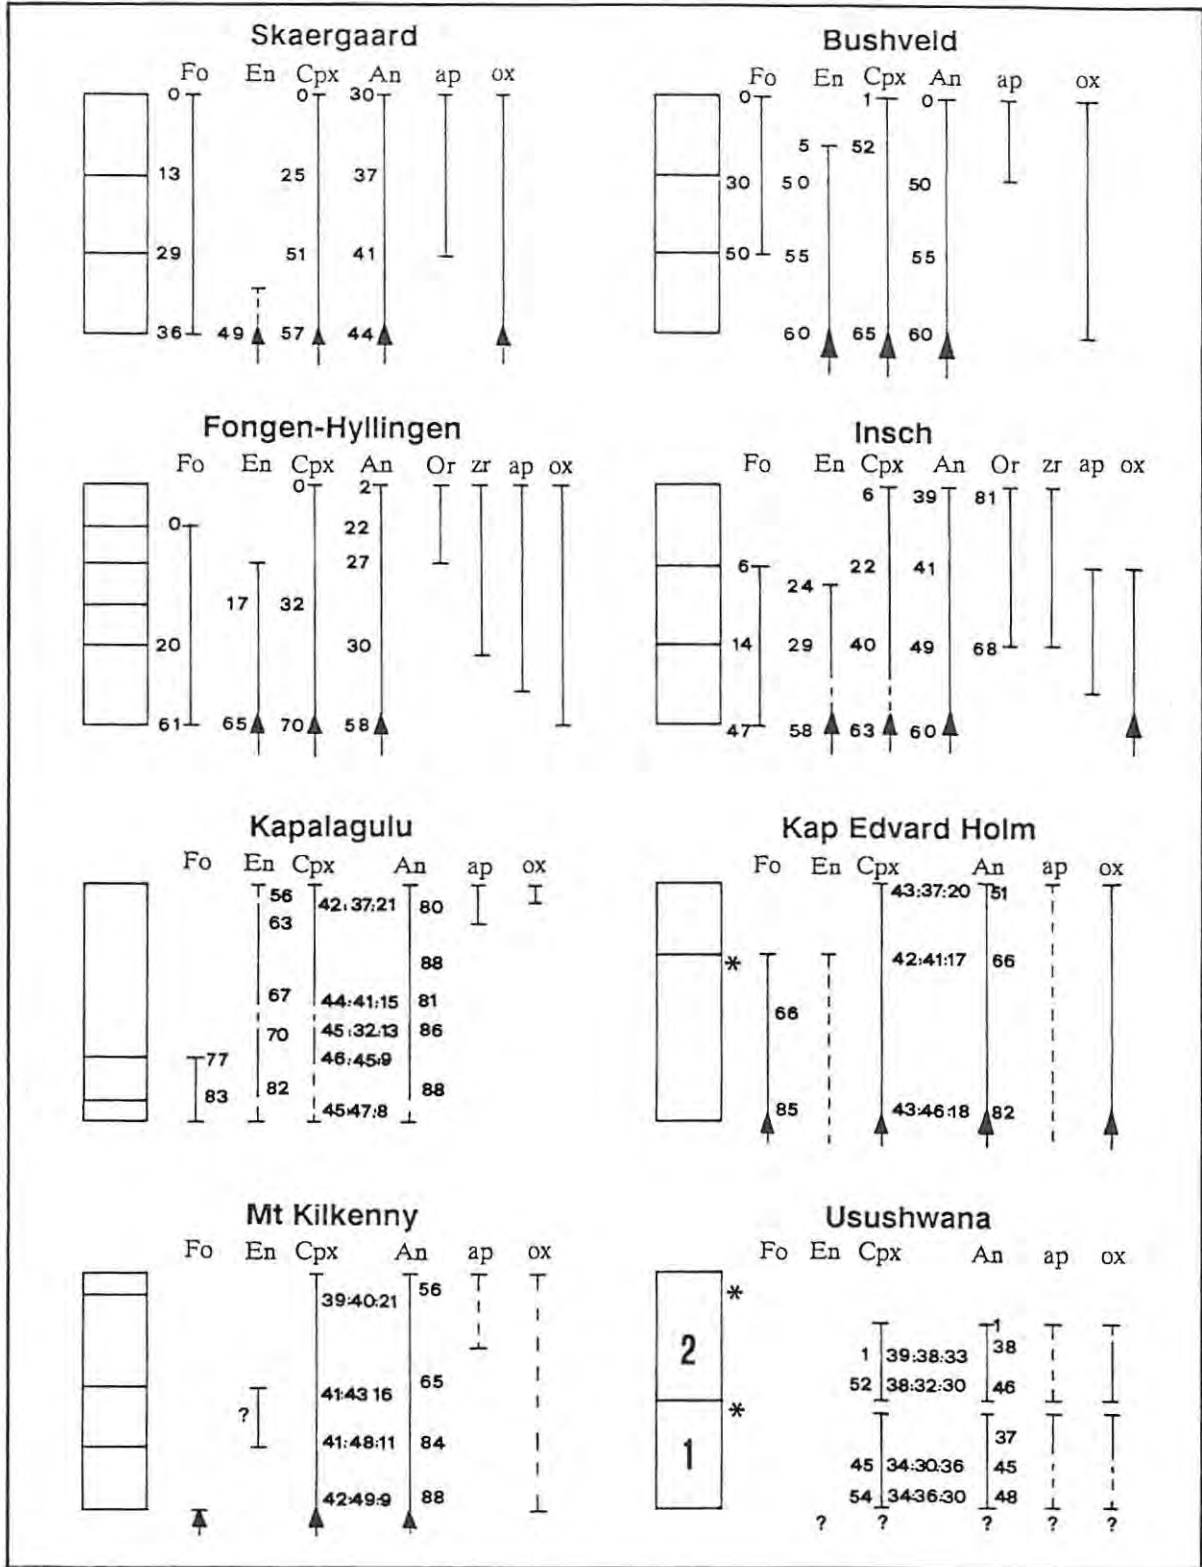 Skaergaard
Fo En Cpx An ap ox
0 0 30
13 25 37
29 51 41
36 49 57 44
Bushveld
Fo En Cpx An ap ox
0 1 0
5 52
30 50 50
50 55 55
60 65 60
Fongen-Hyllingen
Fo En Cpx An Or zr ap ox
0 2
0 22
27
17 32
20 30
61 65 70 58
Insch
Fo En Cpx An Or zr ap ox
6 39 81
6 22 41
24
14 29 40 49 68
47 58 63 60
Kapalagulu
Fo En Cpx An ap ox
56 42:37:21 80
63
88
67 44:41:15 81
70 45:32:13 86
77 46:45:9
83 82 88
45:47:8
Kap Edvard Holm
Fo En Cpx An ap ox
43:37:20 51
* 42:41:17 66
66
85 43:46:18 82
Mt Kilkenny
Fo En Cpx An ap ox
39:40:21 56
41:43 16 65
?
41:48:11 84
42:49:9 88
Usushwana
Fo En Cpx An ap ox
*
1
2 1 39:38:33 38
52 38:32:30 46
*
37
1 45 34:30:36 45
54 34:36:30 48
? ? ? ? ?